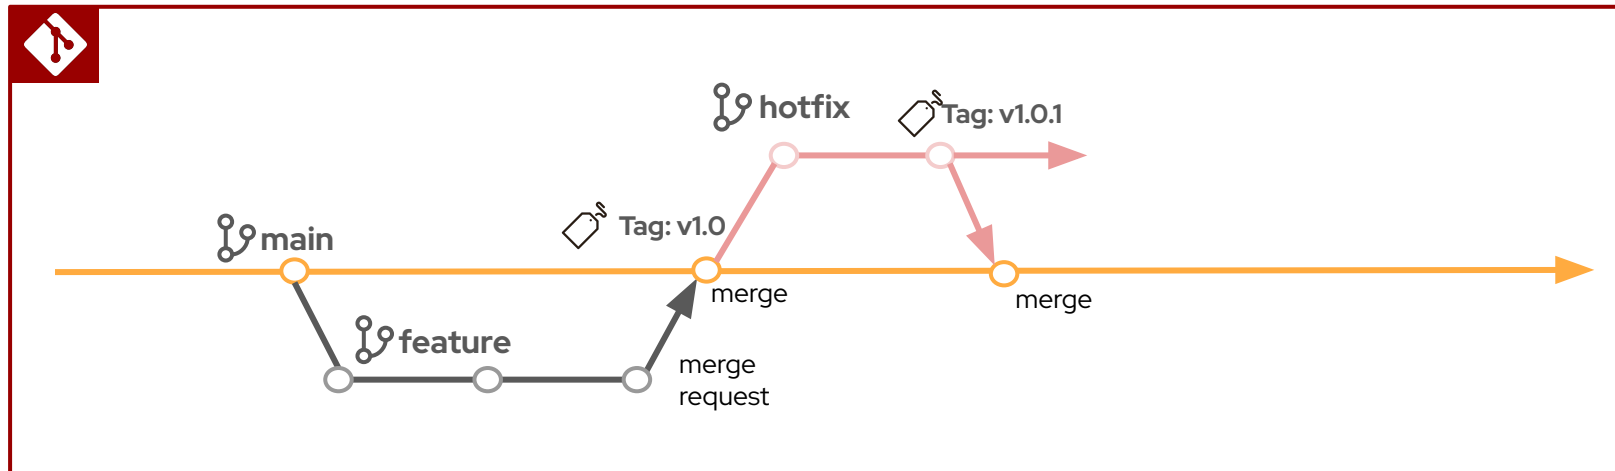 hotfix
Tag: v1.0.1
Tag: v1.0
main
merge
merge
feature
merge
request